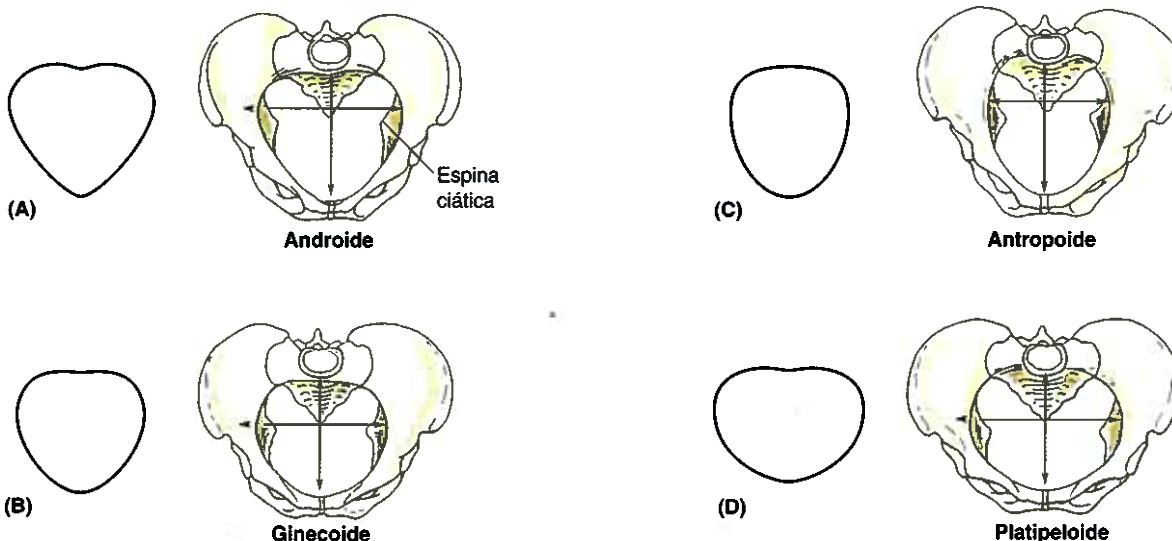 Espina
ciática
(A)
Androide
(C)
Antropoide
(B)
Ginecoide
(D)
Platipeloide